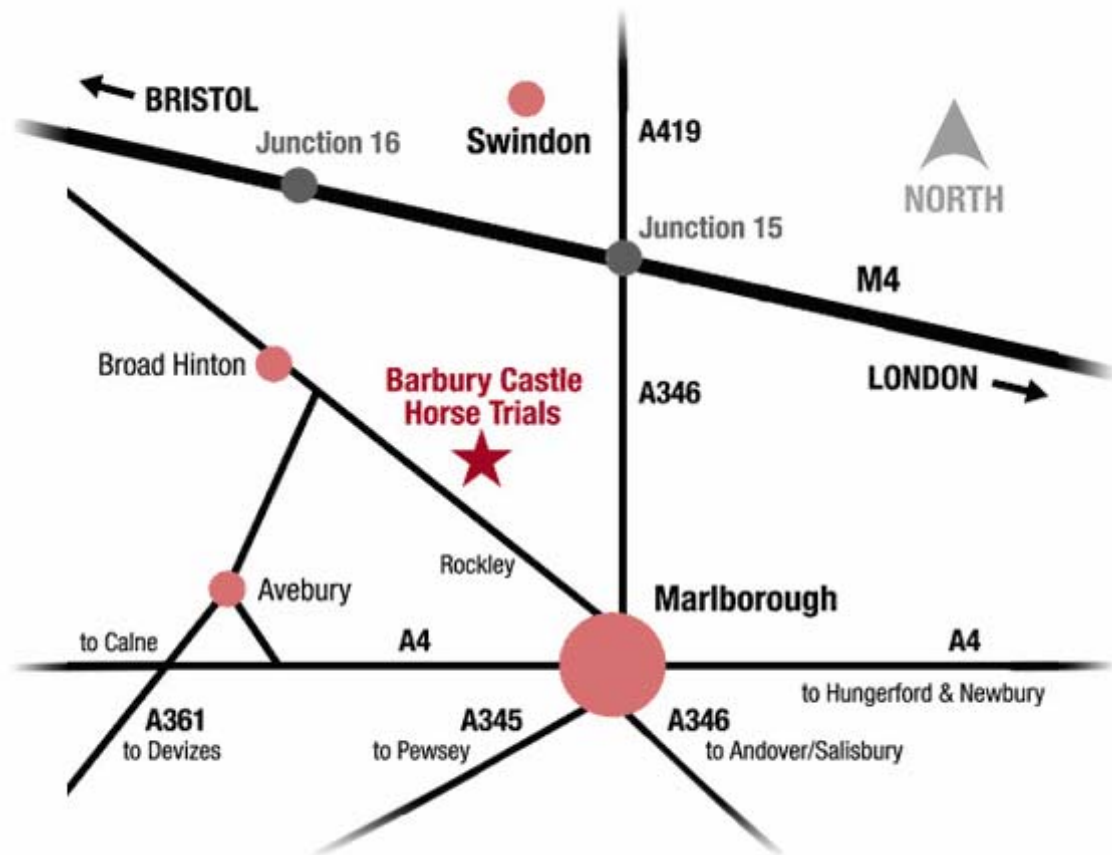 BRISTOL
Junction 16
Swindon
A419
NORTH
Junction 15
M4
Broad Hinton
Barbury Castle
Horse Trials
A346
LONDON
Rockley
Avebury
Marlborough
to Calne
A4
A4
to Hungerford & Newbury
A361
to Devizes
A345
to Pewsey
A346
to Andover/Salisbury